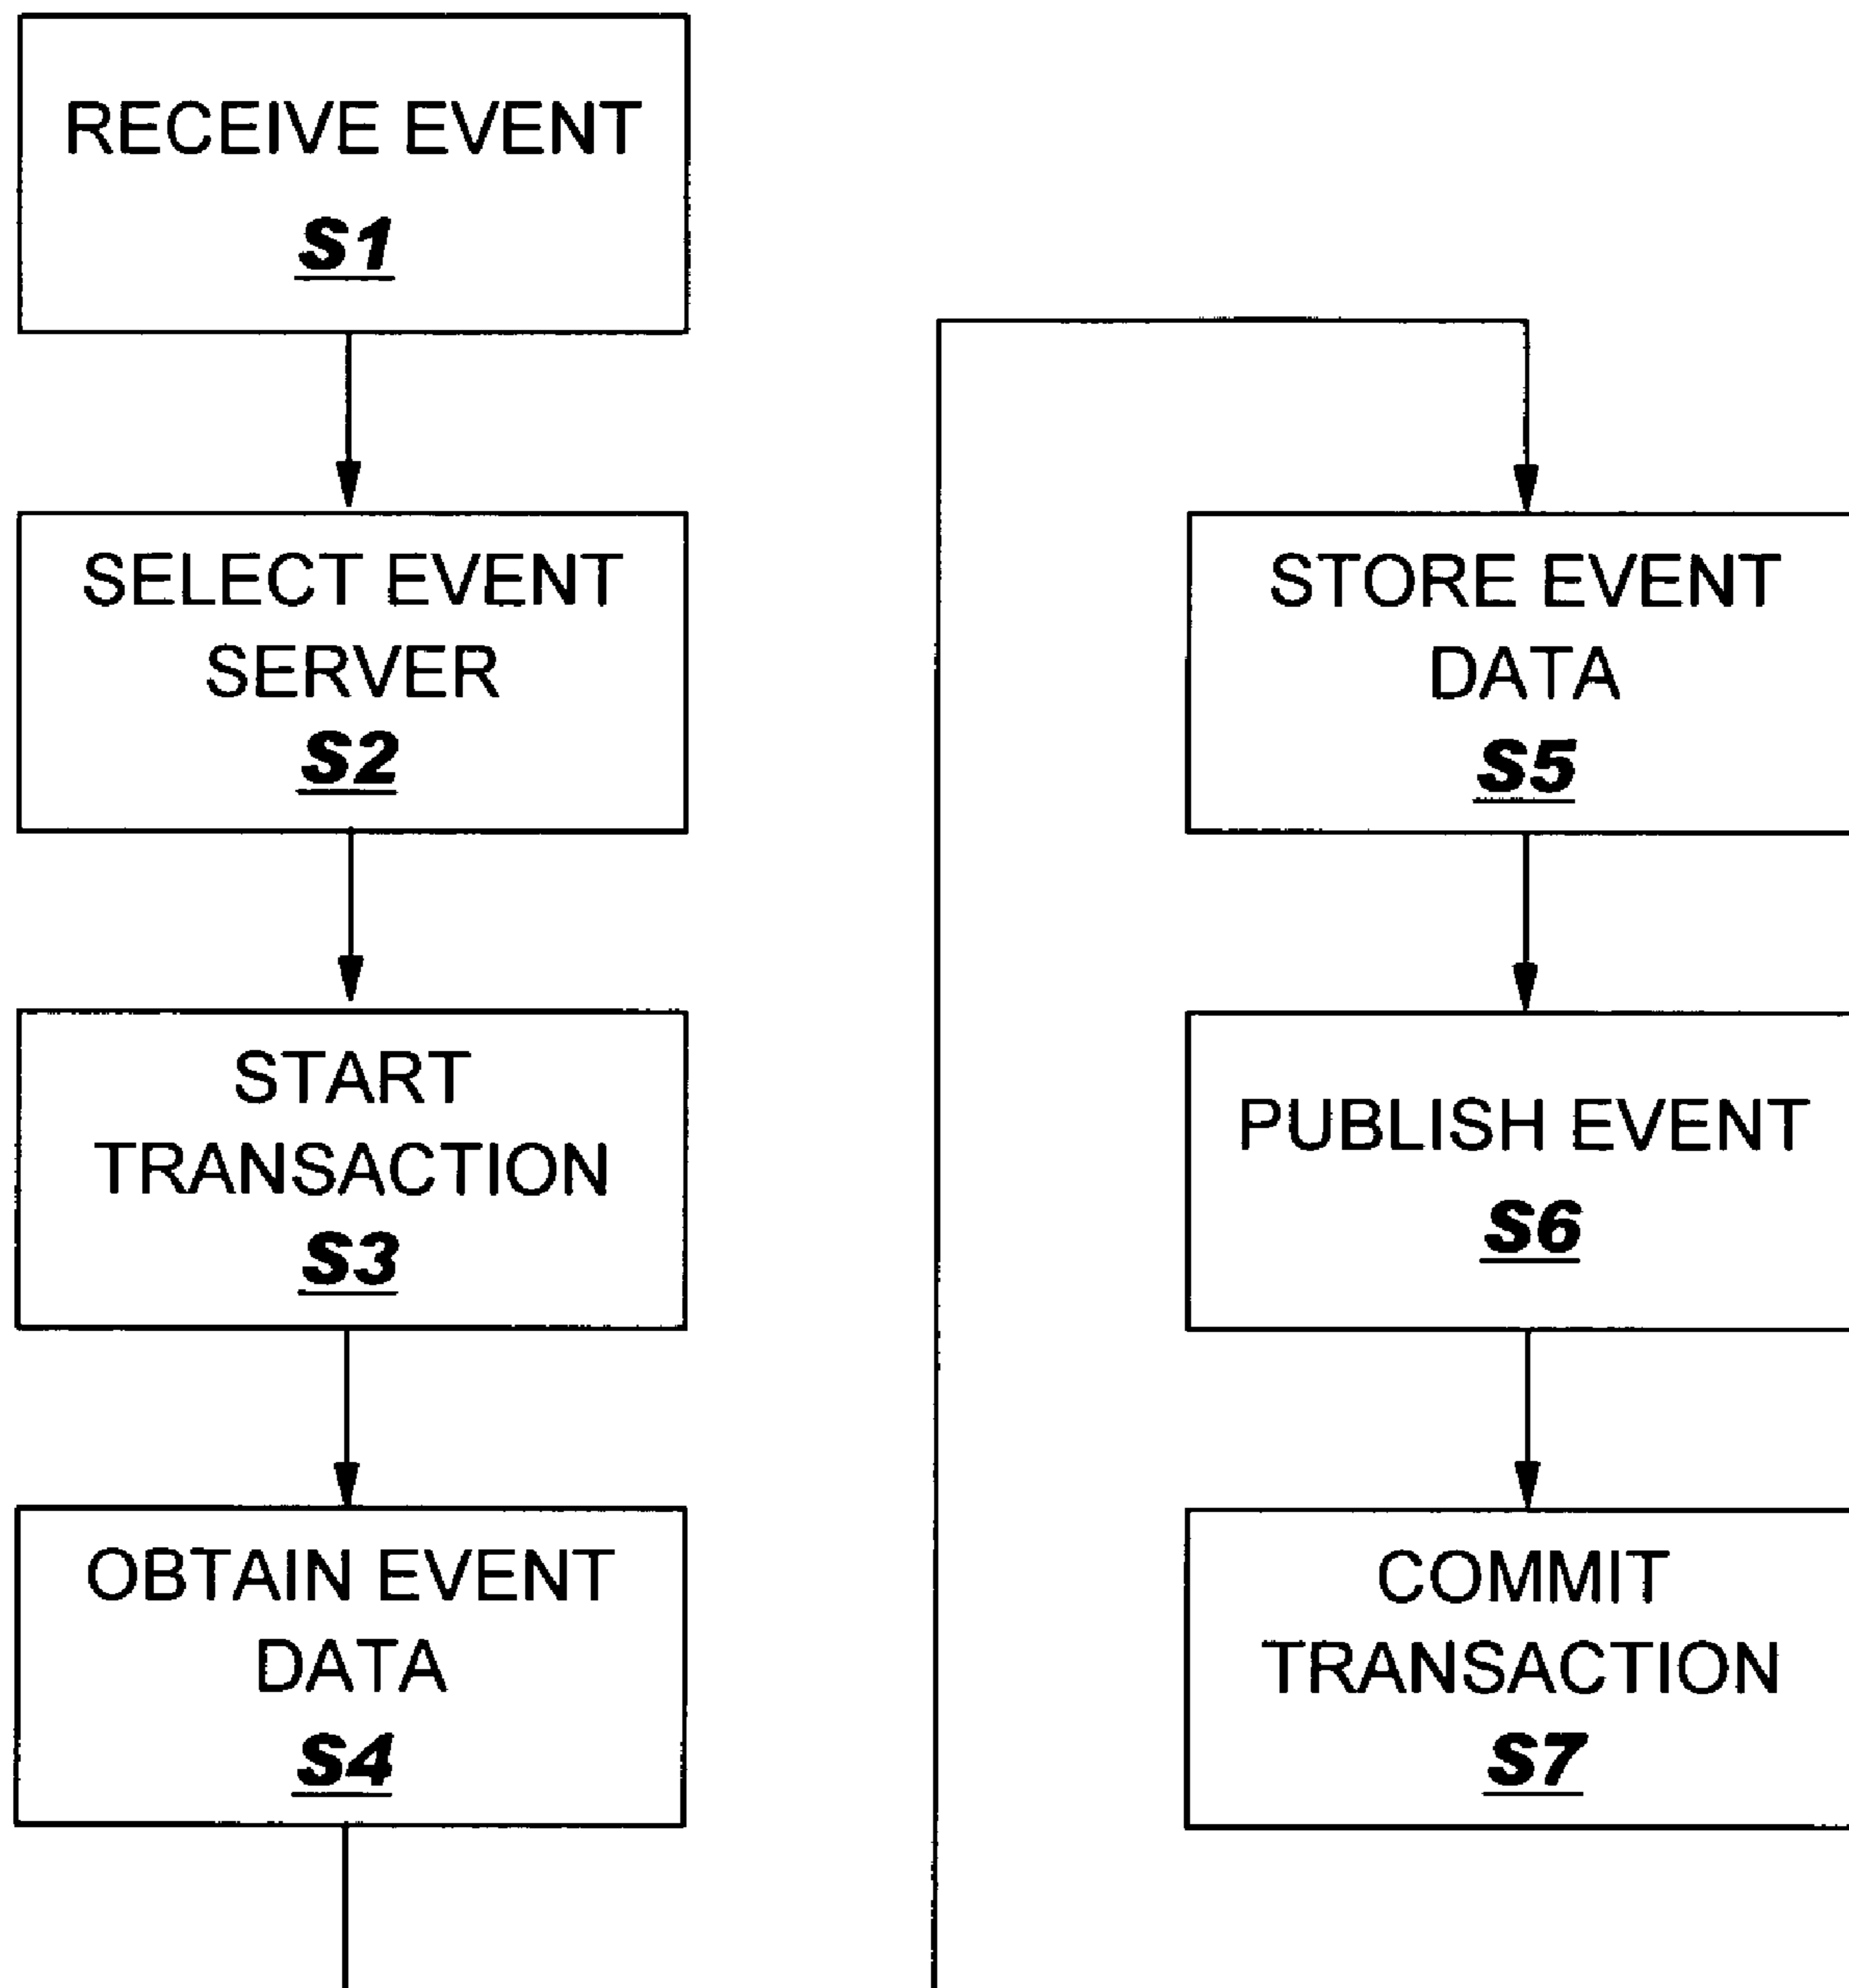 RECEIVE EVENT
S1
SELECT EVENT
SERVER
S2
START
TRANSACTION
S3
OBTAIN EVENT
DATA
S4
STORE EVENT
DATA
S5
PUBLISH EVENT
S6
COMMIT
TRANSACTION
S7